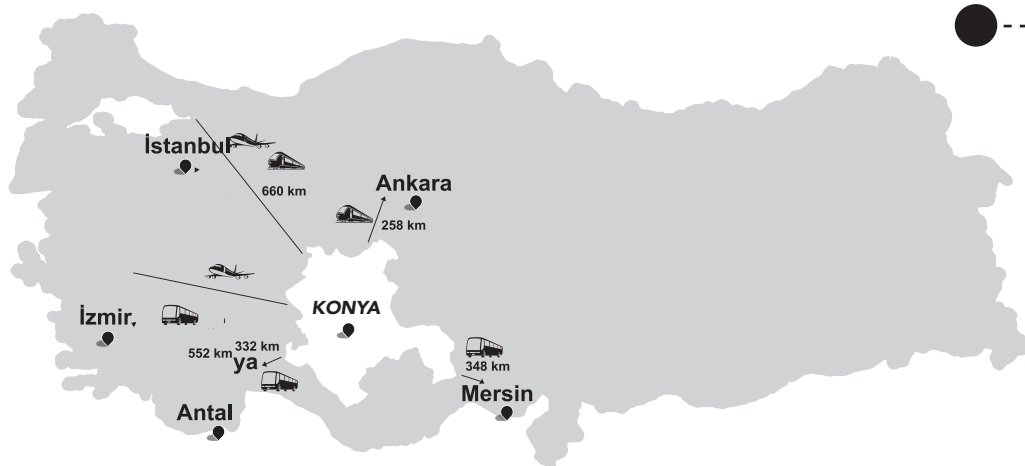 İstanbul
660 km
Ankara
258 km
KONYA
İzmir
552 km
332 km
ya
348 km
Mersin
Antal